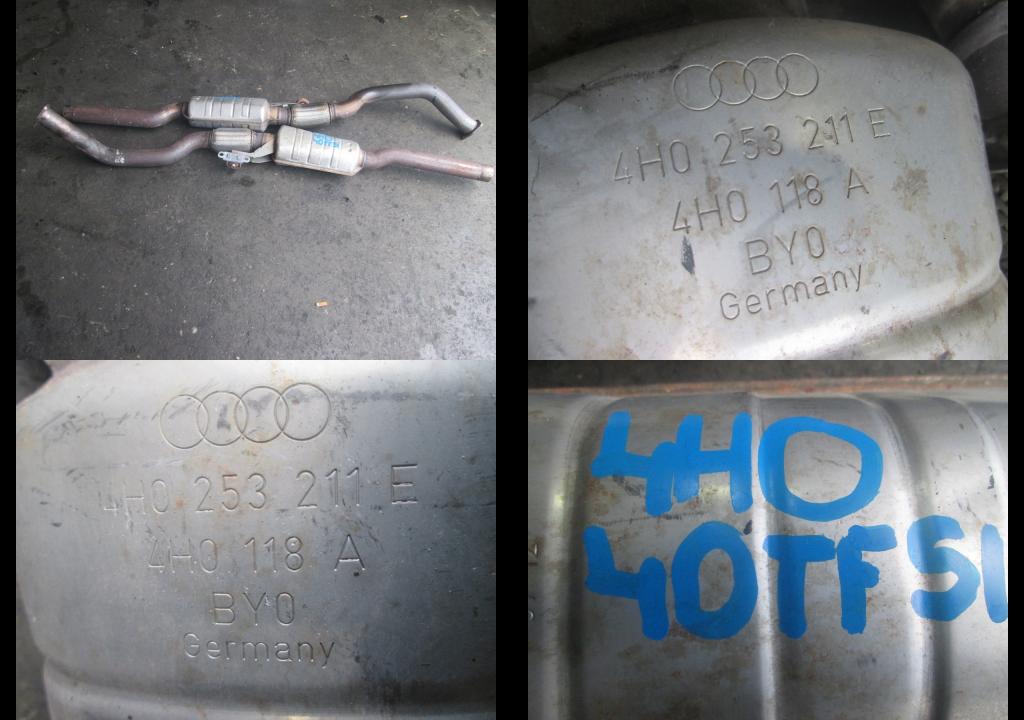 4H0 253 211 E
4H0 118 A
BY0
Germany
4H0 253 211 E
4H0 118 A
BY0
Germany
4H0
40TFSI